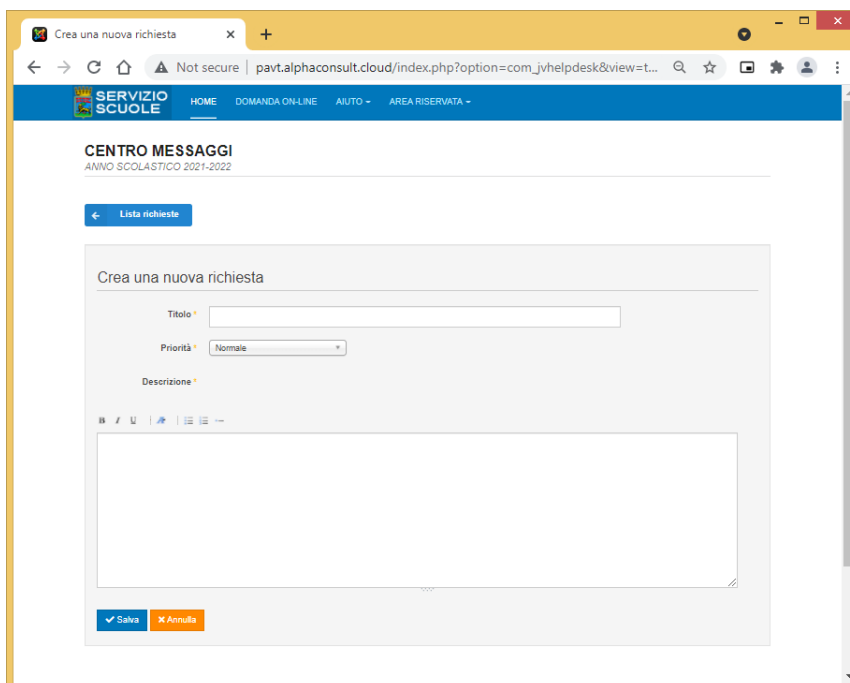 Crea una nuova richiesta
Not secure | pavt.alphaconsult.cloud/index.php?option=com_jvhelpdesk&view=t...
SERVIZIO SCUOLE HOME DOMANDA ON-LINE AIUTO AREA RISERVATA
CENTRO MESSAGGI
ANNO SCOLASTICO 2021-2022
Lista richieste
Crea una nuova richiesta
Titolo *
Priorità * Normale
Descrizione *
B I U
Salva Annulla